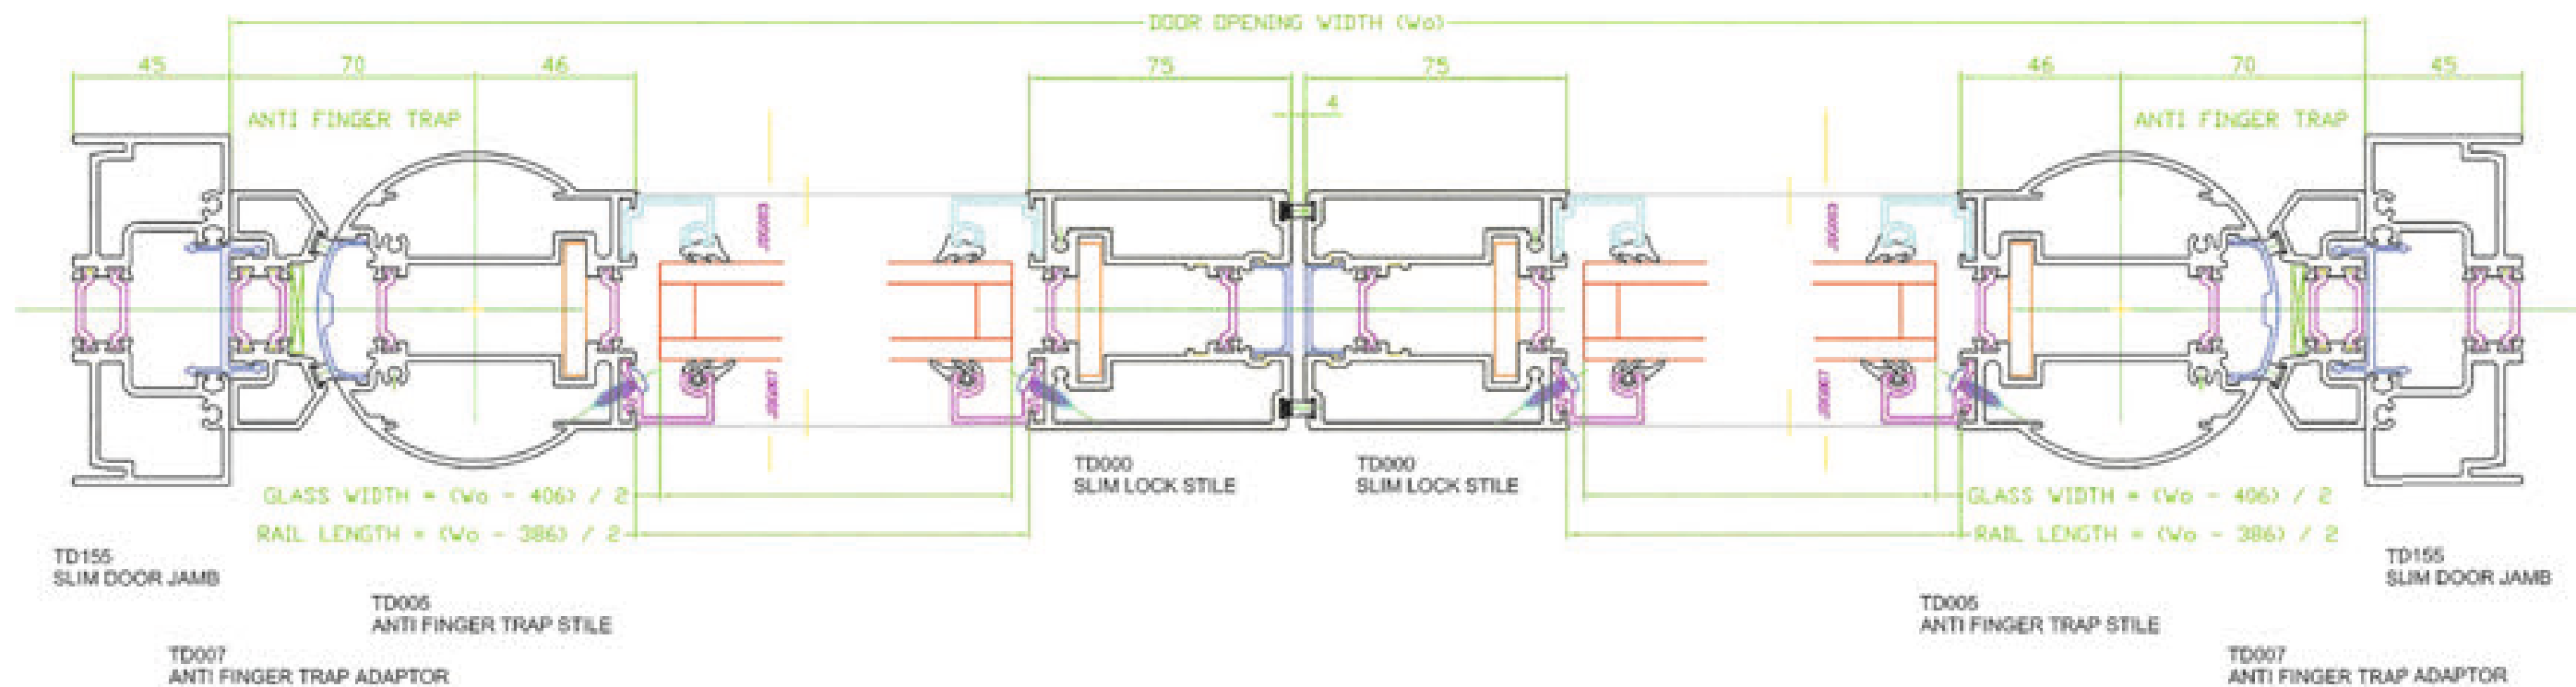 DOOR OPENING WIDTH (Wo)
45
70
46
75
75
46
70
45
4
ANTI FINGER TRAP
ANTI FINGER TRAP
TD000
SLIM LOCK STILE
TD000
SLIM LOCK STILE
GLASS WIDTH = (Wo - 406) / 2
GLASS WIDTH = (Wo - 406) / 2
RAIL LENGTH = (Wo - 386) / 2
RAIL LENGTH = (Wo - 386) / 2
TD155
SLIM DOOR JAMB
TD155
SLIM DOOR JAMB
TD005
ANTI FINGER TRAP STILE
TD005
ANTI FINGER TRAP STILE
TD007
ANTI FINGER TRAP ADAPTOR
TD007
ANTI FINGER TRAP ADAPTOR